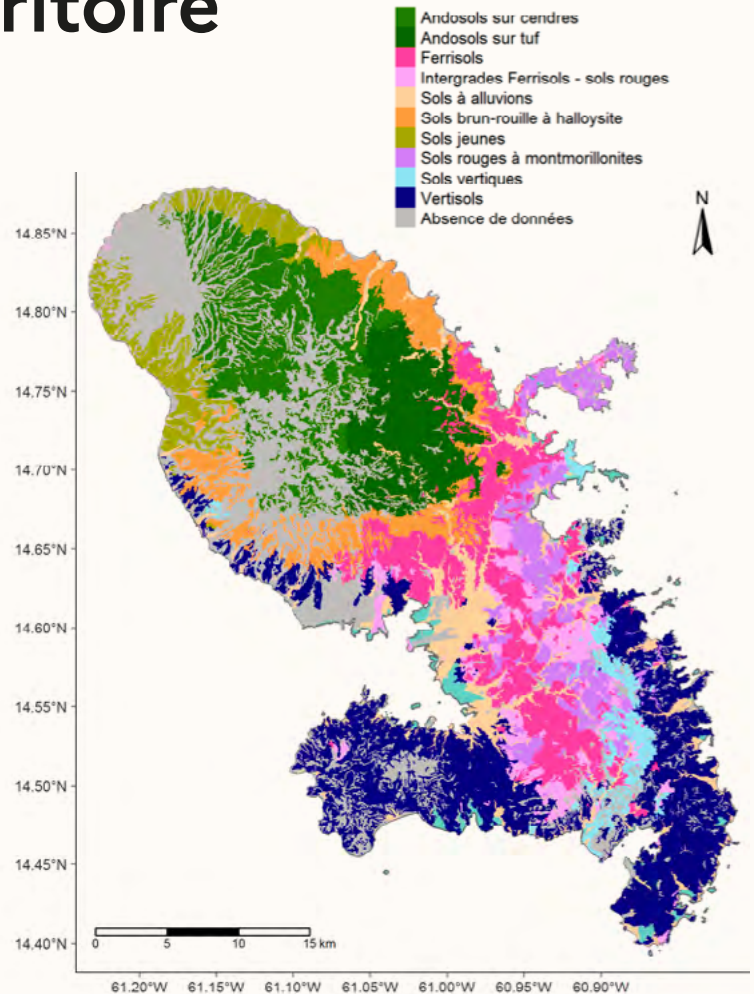 ritoire
Andosols sur cendres
Andosols sur tuf
Ferrisols
Intergrades Ferrisols - sols rouges
Sols à alluvions
Sols brun-rouille à halloysite
Sols jeunes
Sols rouges à montmorillonites
Sols vertiques
Vertisols
Absence de données
N
14.85°N
14.80°N
14.75°N
14.70°N
14.65°N
14.60°N
14.55°N
14.50°N
14.45°N
14.40°N
0 5 10 15 km
61.20°W 61.15°W 61.10°W 61.05°W 61.00°W 60.95°W 60.90°W